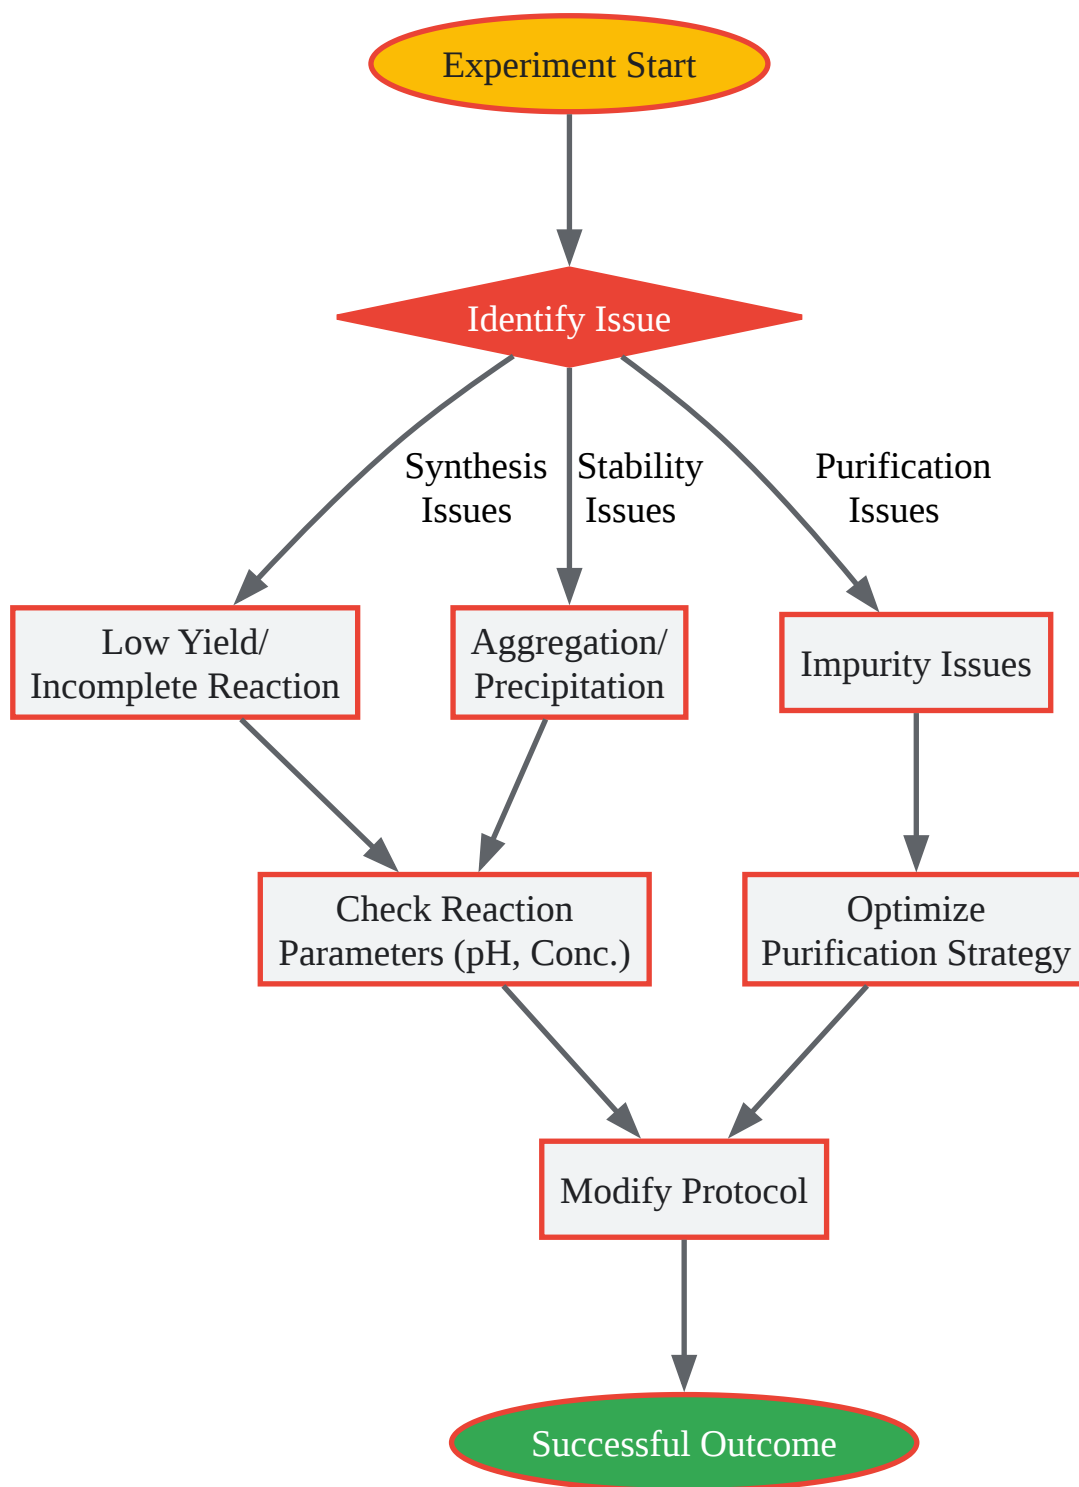 Experiment Start
Identify Issue
Synthesis
Issues
Stability
Issues
Purification
Issues
Low Yield/
Incomplete Reaction
Aggregation/
Precipitation
Impurity Issues
Check Reaction
Parameters (pH, Conc.)
Optimize
Purification Strategy
Modify Protocol
Successful Outcome